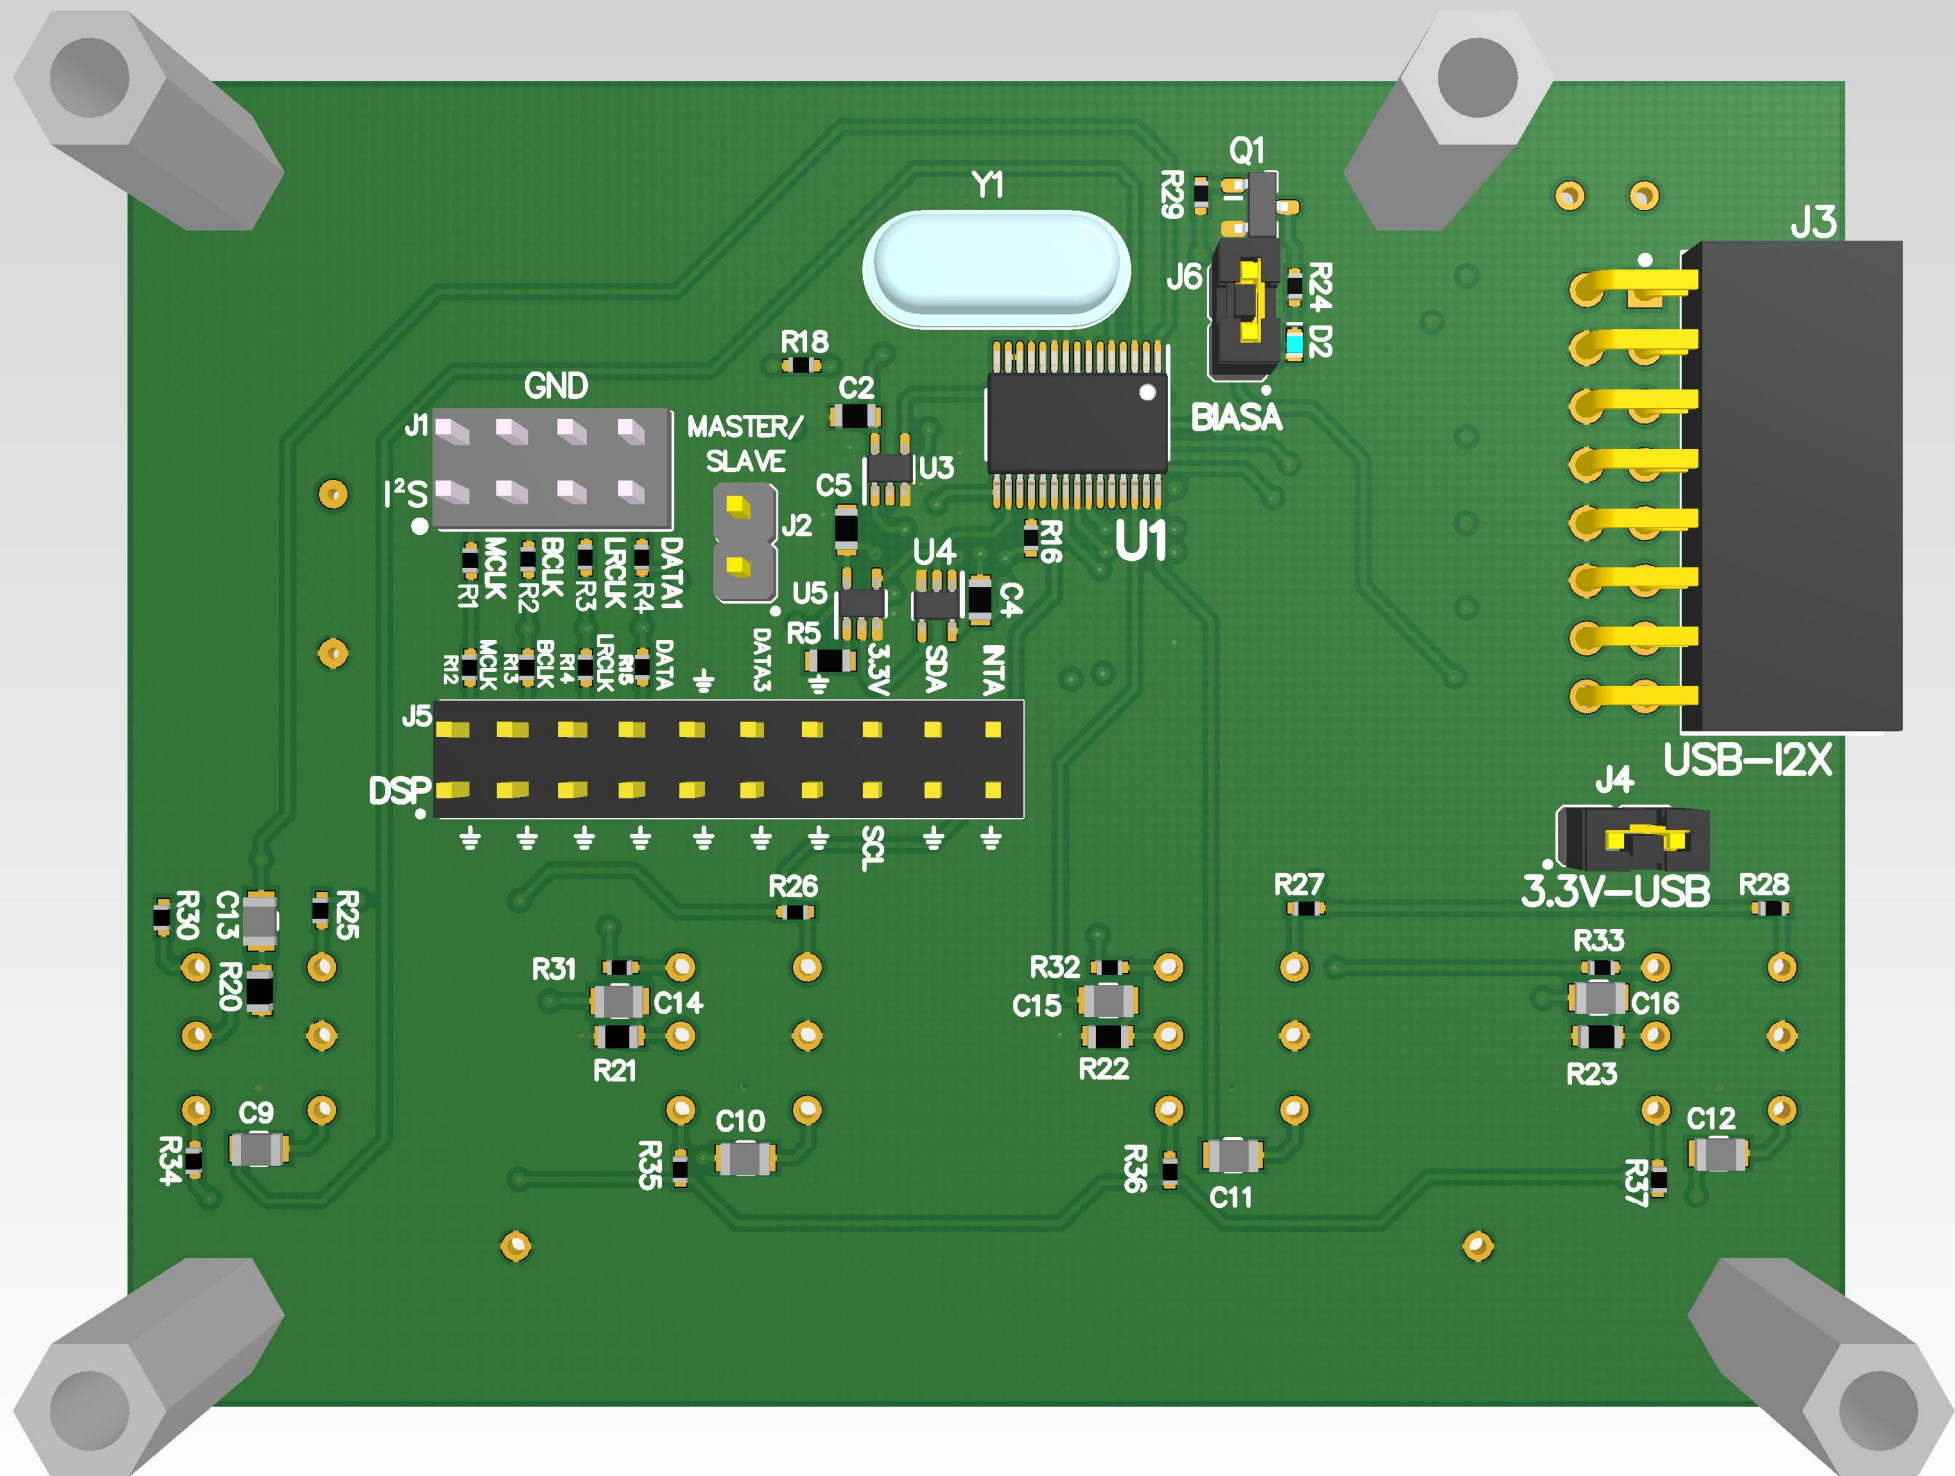 Q1
Y1
R29
J3
J6
R24
D2
R18
GND
C2
J1
MASTER/
SLAVE
BIASA
U3
I²S
C5
J2
U1
R16
U4
MCLK
BCLK
LRCLK
DATA1
R1
R2
R3
R4
U5
C4
R5
R12
MCLK
R13
BCLK
R14
LRCLK
R15
DATA
DATA3
3.3V
SDA
INTA
J5
DSP
USB-I2X
J4
SCL
3.3V-USB
R26
R27
R28
R30
C13
R25
R33
R31
R32
R20
C14
C15
C16
R21
R22
R23
C9
C10
C12
R34
R35
R36
R37
C11